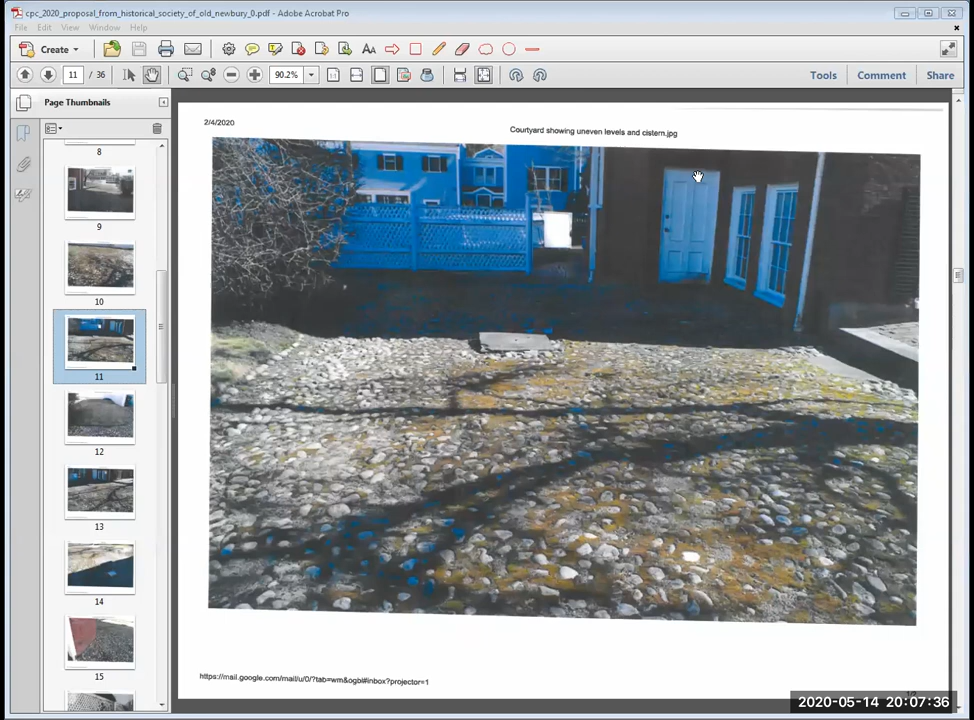 cpc_2020_proposal_from_historical_society_of_old_newbury_0.pdf - Adobe Acrobat Pro
File Edit View Window Help
Create
11 / 36
90.2%
Tools
Comment
Share
Page Thumbnails
8
9
10
11
12
13
14
15
2/4/2020
Courtyard showing uneven levels and cistern.jpg
https://mail.google.com/mail/u/0/?tab=wm&ogbl#inbox?projector=1
2020-05-14 20:07:36